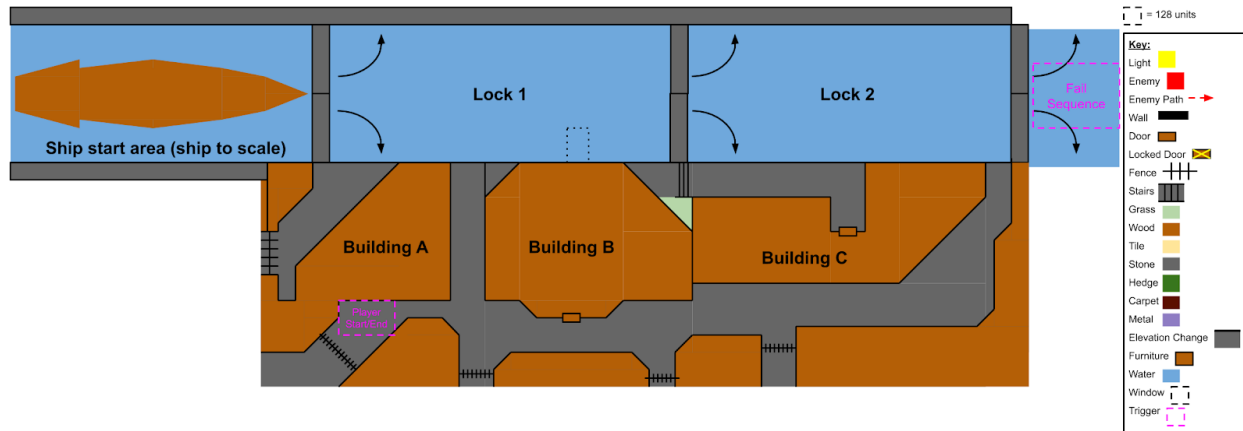 = 128 units
Key:
Light
Enemy
Enemy Path
Wall
Door
Locked Door
Fence
Stairs
Grass
Wood
Tile
Stone
Hedge
Carpet
Metal
Elevation Change
Furniture
Water
Window
Trigger
Lock 1
Lock 2
Fail
Sequence
Ship start area (ship to scale)
Building A
Building B
Building C
Player
Start/End